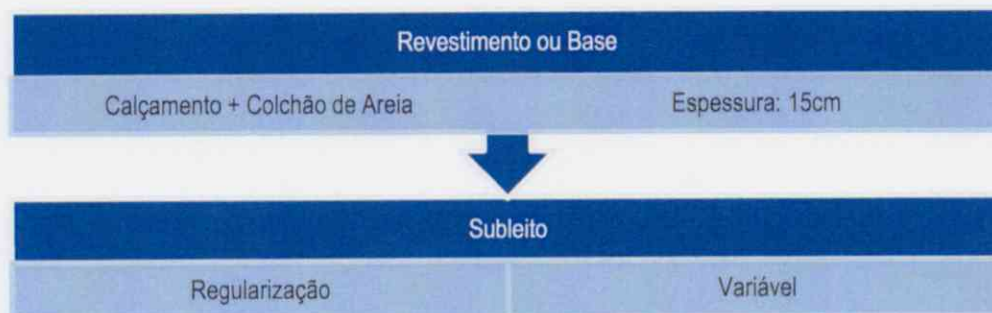 Revestimento ou Base
Calçamento + Colchão de Areia Espessura: 15cm
Subleito
Regularização Variável